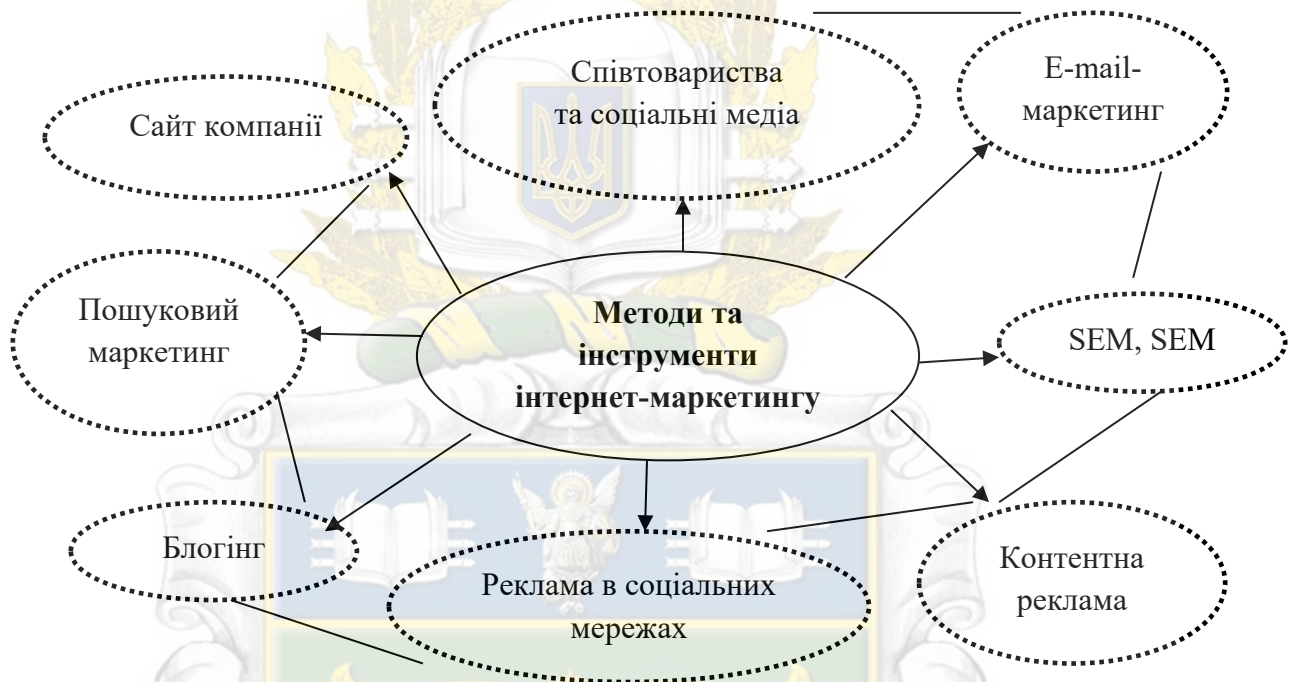 Співтовариства
та соціальні медіа
E-mail-
маркетинг
Сайт компанії
Пошуковий
маркетинг
Методи та
інструменти
інтернет-маркетингу
SEM, SEM
Блогінг
Реклама в соціальних
мережах
Контентна
реклама